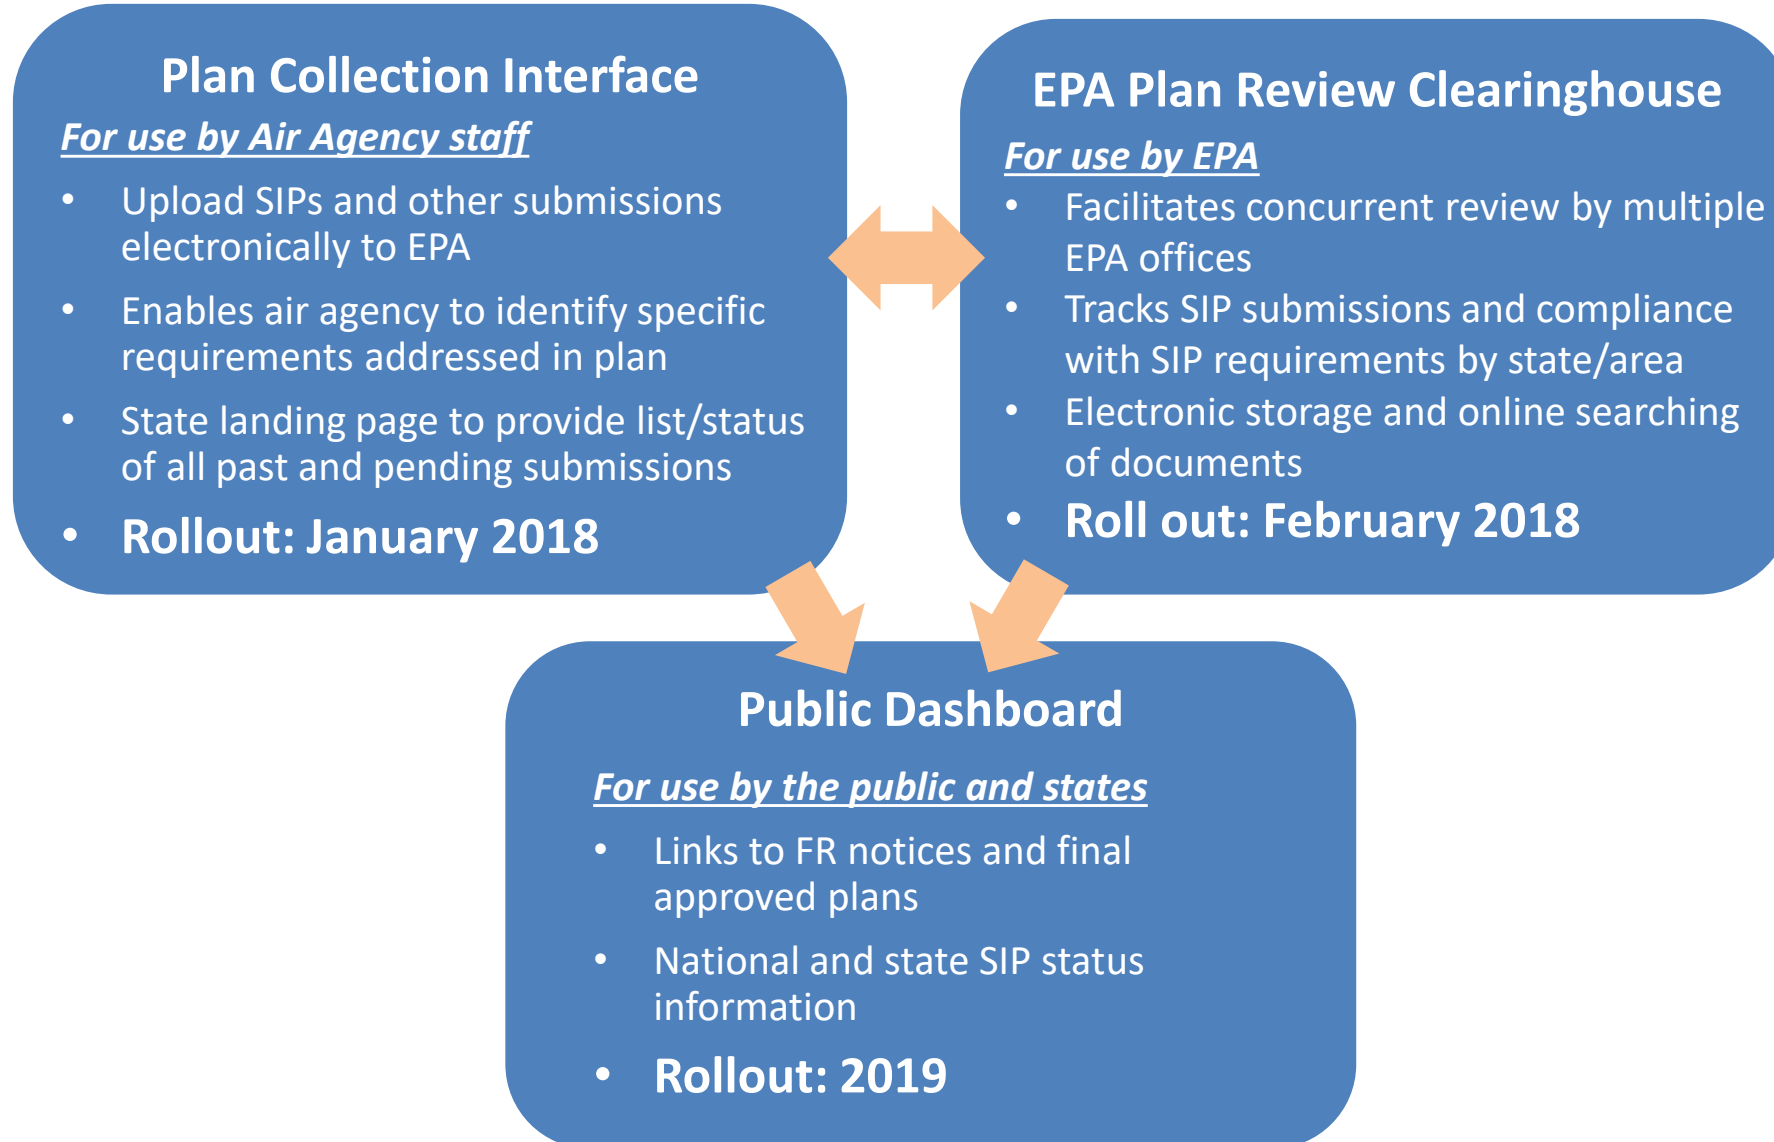 Plan Collection Interface
For use by Air Agency staff
• Upload SIPs and other submissions
electronically to EPA
• Enables air agency to identify specific
requirements addressed in plan
• State landing page to provide list/status
of all past and pending submissions
• Rollout: January 2018
EPA Plan Review Clearinghouse
For use by EPA
• Facilitates concurrent review by multiple
EPA offices
• Tracks SIP submissions and compliance
with SIP requirements by state/area
• Electronic storage and online searching
of documents
• Roll out: February 2018
Public Dashboard
For use by the public and states
• Links to FR notices and final
approved plans
• National and state SIP status
information
• Rollout: 2019